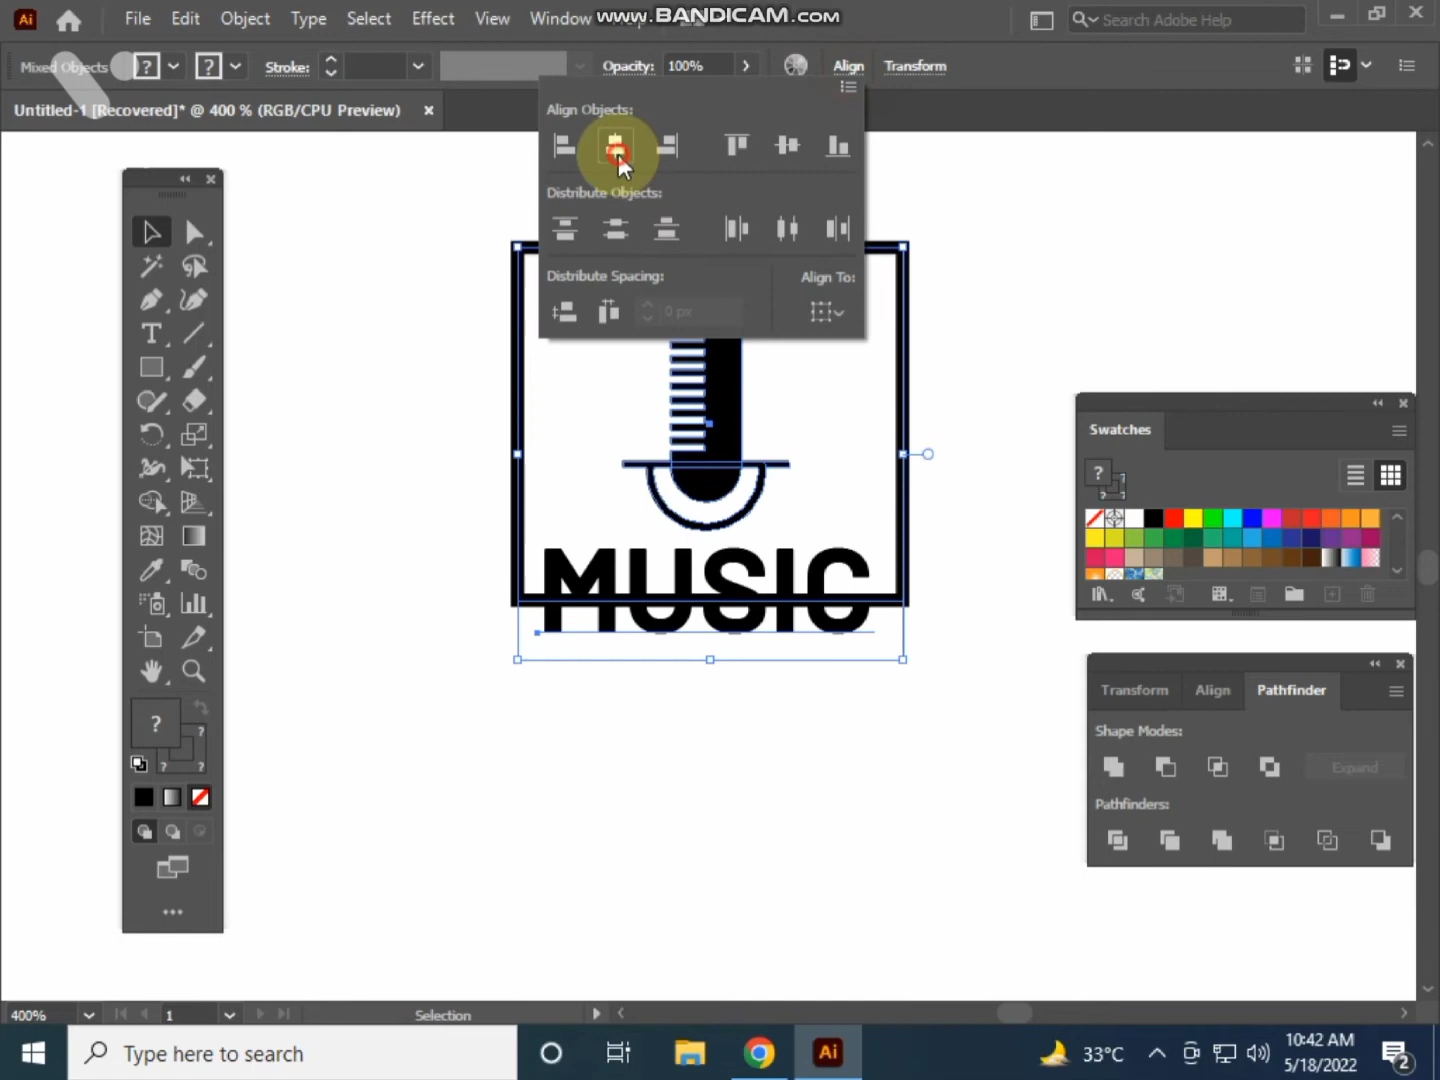 File Edit Object Type Select Effect View Window
www.BANDICAM.com
Search Adobe Help
Mixed Objects
Stroke:
Opacity: 100%
Align
Transform
Untitled-1 [Recovered]* @ 400 % (RGB/CPU Preview)
Align Objects:
Distribute Objects:
Distribute Spacing:
Align To:
0 px
MUSIC
Swatches
Transform
Align
Pathfinder
Shape Modes:
Expand
Pathfinders:
400%
1
Selection
Type here to search
33°C
10:42 AM
5/18/2022
2